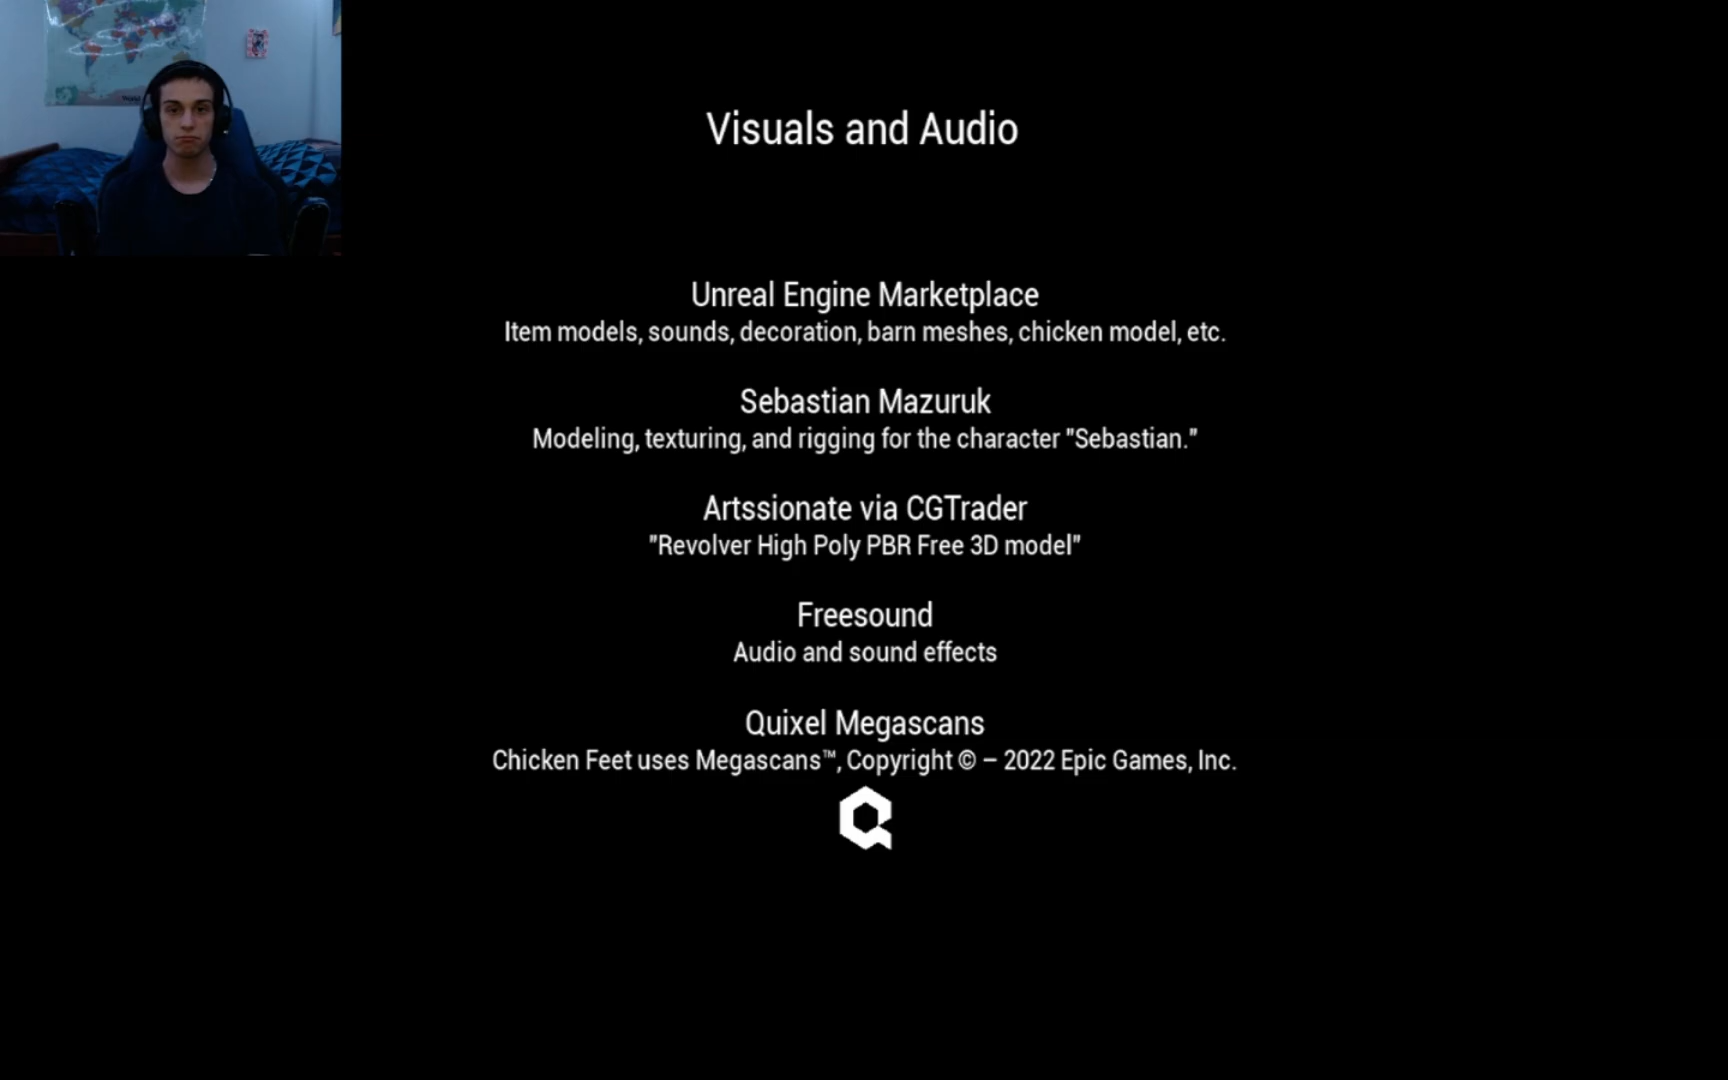 Visuals and Audio
Unreal Engine Marketplace
Item models, sounds, decoration, barn meshes, chicken model, etc.
Sebastian Mazuruk
Modeling, texturing, and rigging for the character "Sebastian."
Artssionate via CGTrader
"Revolver High Poly PBR Free 3D model"
Freesound
Audio and sound effects
Quixel Megascans
Chicken Feet uses Megascans™, Copyright © – 2022 Epic Games, Inc.